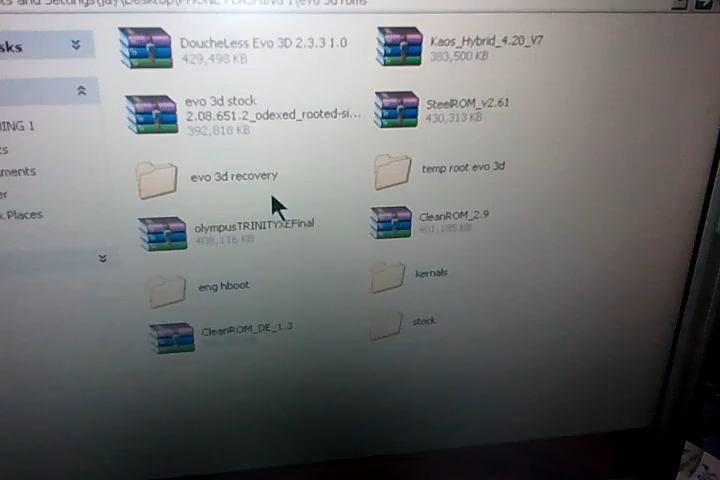 s and Settings\jay\Desktop\PHONE FLASHING 1\evo 3d roms
sks
ING 1
ts
ments
er
k Places
DoucheLess Evo 3D 2.3.3 1.0
429,498 KB
Kaos_Hybrid_4.20_V7
383,500 KB
evo 3d stock
2.08.651.2_odexed_rooted-si...
392,818 KB
SteelROM_v2.61
430,313 KB
evo 3d recovery
temp root evo 3d
olympusTRINITYXEFinal
408,116 KB
CleanROM_2.9
401,185 KB
eng hboot
kernals
CleanROM_DE_1.3
stock